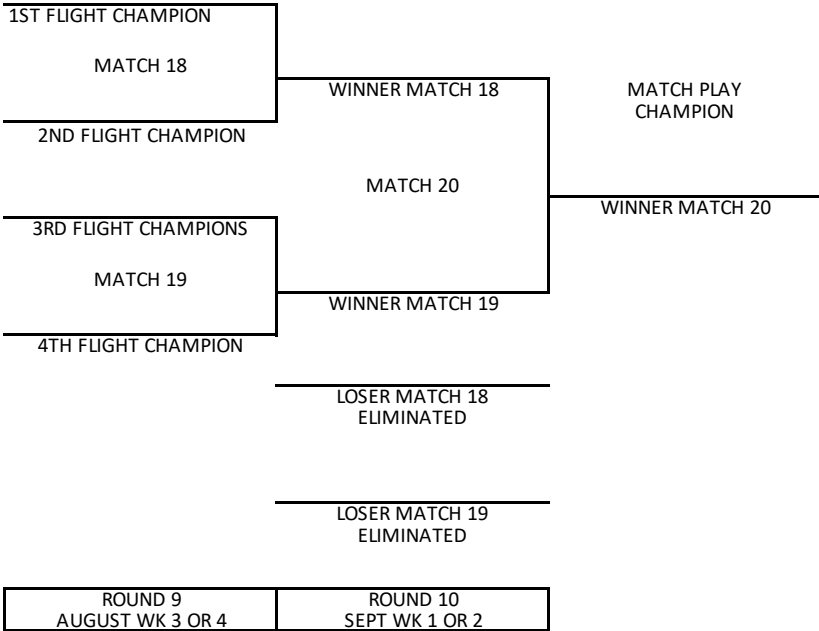 1ST FLIGHT CHAMPION
MATCH 18
WINNER MATCH 18
MATCH PLAY
CHAMPION
2ND FLIGHT CHAMPION
MATCH 20
WINNER MATCH 20
3RD FLIGHT CHAMPIONS
MATCH 19
WINNER MATCH 19
4TH FLIGHT CHAMPION
LOSER MATCH 18
ELIMINATED
LOSER MATCH 19
ELIMINATED
ROUND 9
AUGUST WK 3 OR 4
ROUND 10
SEPT WK 1 OR 2